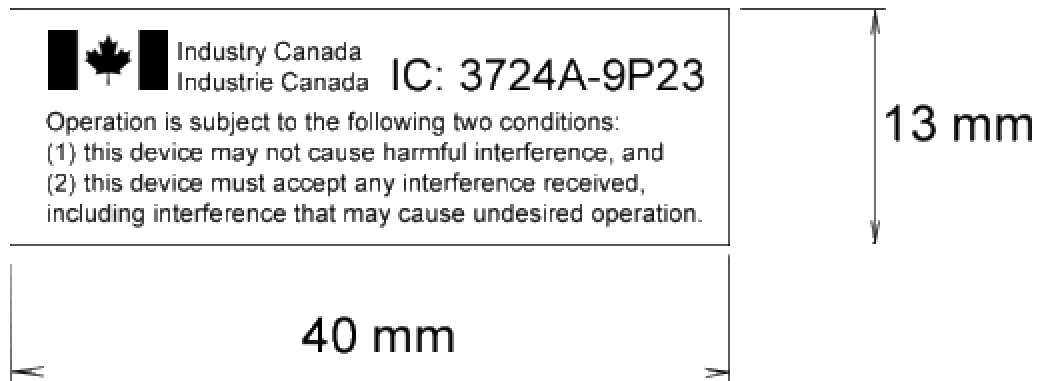 Industry Canada
Industrie Canada
IC: 3724A-9P23
Operation is subject to the following two conditions:
(1) this device may not cause harmful interference, and
(2) this device must accept any interference received,
including interference that may cause undesired operation.
13 mm
40 mm